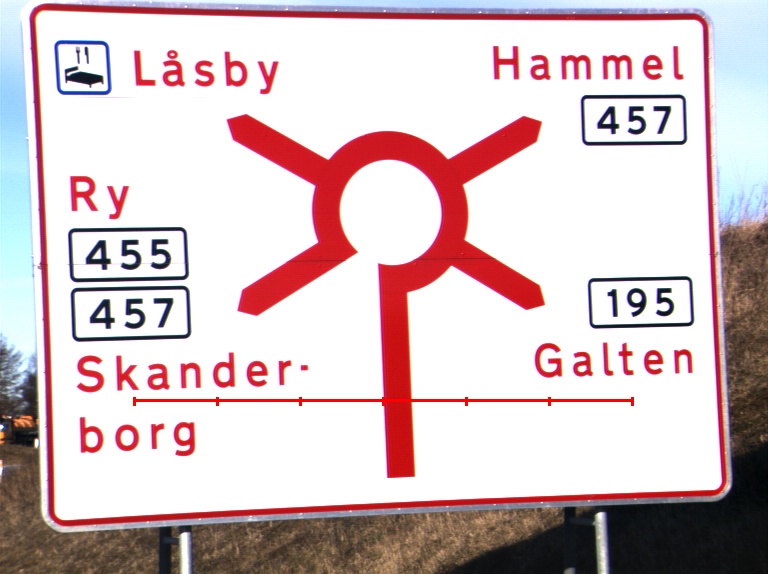 Låsby
Hammel
457
Ry
455
457
195
Galten
Skander-
borg